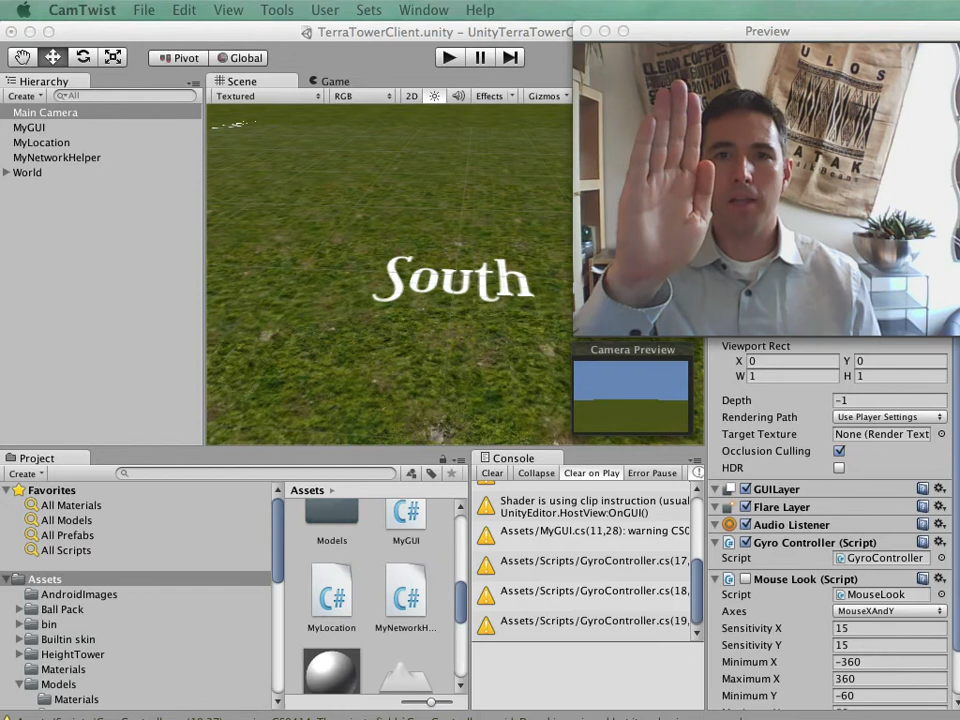 CamTwist File Edit View Tools User Sets Window Help
TerraTowerClient.unity – UnityTerraTowerC
Preview
Pivot Global
Hierarchy
Create All
Main Camera
MyGUI
MyLocation
MyNetworkHelper
World
Scene Game
Textured RGB 2D Effects Gizmos
South
CLEAN COFFEE
ULOS
BATAK
Camera Preview
Viewport Rect
X 0 Y 0
W 1 H 1
Depth -1
Rendering Path Use Player Settings
Target Texture None (Render Text
Occlusion Culling
HDR
GUILayer
Flare Layer
Audio Listener
Gyro Controller (Script)
Script GyroController
Mouse Look (Script)
Script MouseLook
Axes MouseXAndY
Sensitivity X 15
Sensitivity Y 15
Minimum X -360
Maximum X 360
Minimum Y -60
Project
Create
Favorites
All Materials
All Models
All Prefabs
All Scripts
Assets
AndroidImages
Ball Pack
bin
Builtin skin
HeightTower
Materials
Models
Materials
Assets
Models
C#
MyGUI
C#
MyLocation
C#
MyNetworkH...
Console
Clear Collapse Clear on Play Error Pause
Shader is using clip instruction (usual
UnityEditor.HostView:OnGUI()
Assets/MyGUI.cs(11,28): warning CS0
Assets/Scripts/GyroController.cs(17,
Assets/Scripts/GyroController.cs(18,
Assets/Scripts/GyroController.cs(19,